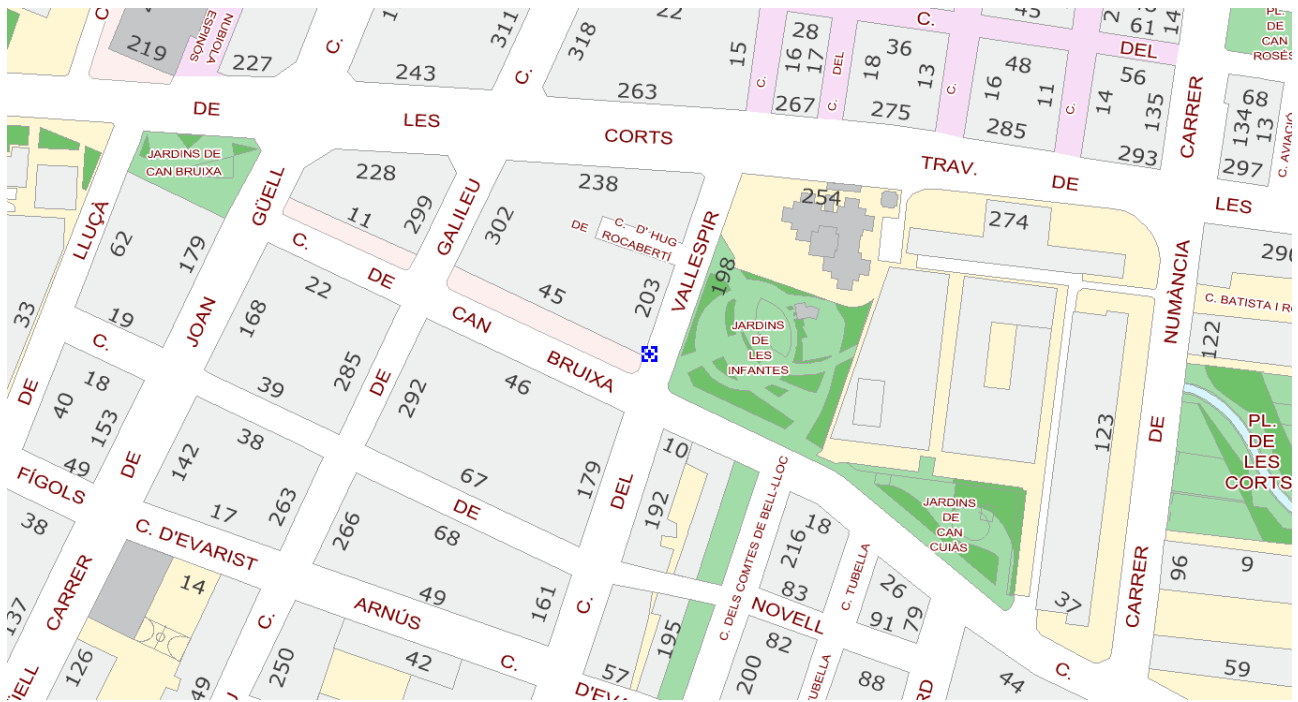 C.
219
NUBIOLA
ESPINÓS
227
C.
243
311
C.
318
22
263
15
C.
28
16
17
267
DEL
C.
C.
36
18
13
275
C.
45
48
16
11
285
C.
2
61
14
DEL
56
14
135
293
CARRER
PL.
DE
CAN
ROSÈS
68
134
13
297
C. AVIACIÓ
DE
LES
CORTS
TRAV.
DE
LES
JARDINS DE
CAN BRUIXA
228
11
299
GÜELL
GALILEU
238
302
C. D'HUG
DE ROCABERTÍ
45
203
VALLESPIR
198
254
274
290
NUMANCIA
C. BATISTA I RO
122
LLUÇÀ
62
179
19
33
JOAN
C.
DE
CAN
BRUIXA
22
168
39
285
DE
292
46
67
179
JARDINS
DE
LES
INFANTES
123
DE
PL.
DE
LES
CORTS
C.
18
40
153
49
DE
FÍGOLS
DE
38
142
17
263
C. D'EVARIST
ARNÚS
C.
DE
68
266
49
161
DEL
10
192
C. DELS COMTES DE BELL-LLOC
18
216
83
C. TUBELLA
26
91
79
JARDINS
DE
CAN
CUIÀS
37
CARRER
96
9
59
38
137
CARRER
14
126
C.
250
42
49
C.
57
195
NOVELL
82
200
88
44
C.